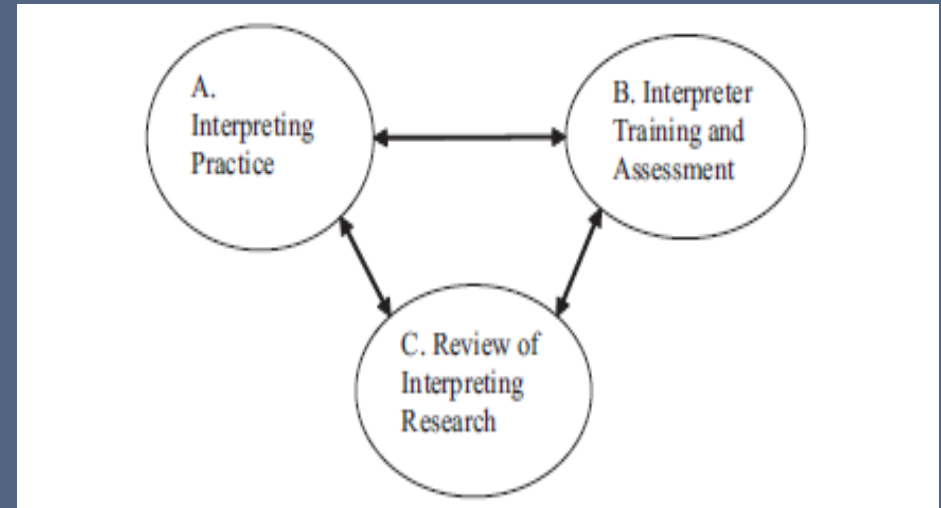 A.
Interpreting
Practice
B. Interpreter
Training and
Assessment
C. Review of
Interpreting
Research